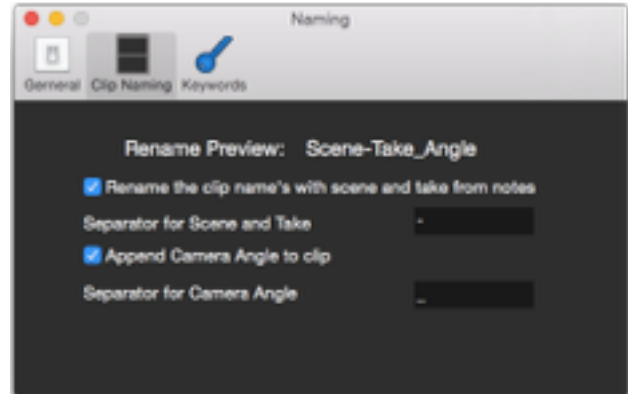 Naming
Gerneral Clip Naming Keywords
Rename Preview: Scene-Take_Angle
Rename the clip name's with scene and take from notes
Separator for Scene and Take -
Append Camera Angle to clip
Separator for Camera Angle _